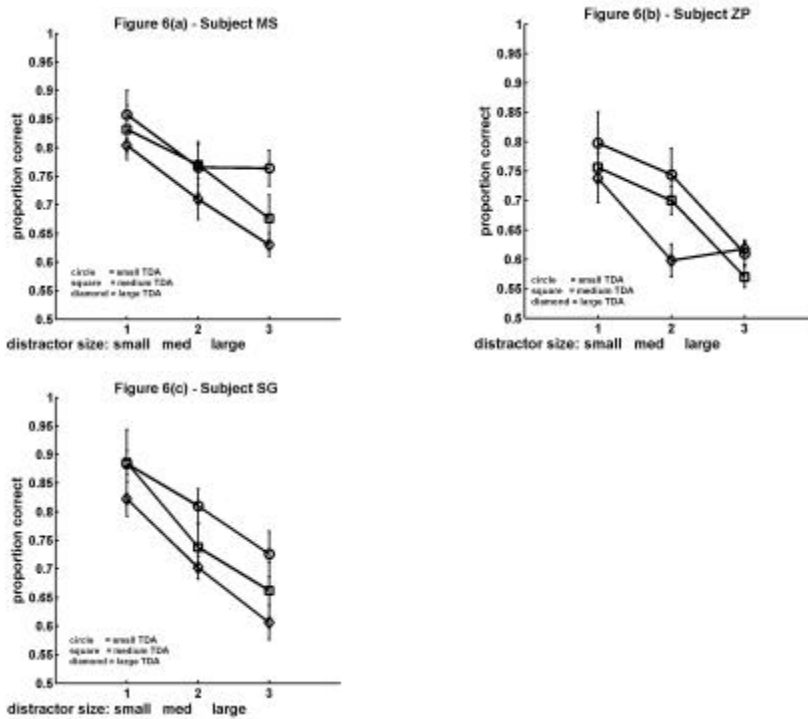 Figure 6(a) - Subject MS
proportion correct
1
0.95
0.9
0.85
0.8
0.75
0.7
0.65
0.6
0.55
0.5
circle = small TDA
square = medium TDA
diamond = large TDA
1 2 3
distractor size: small med large
Figure 6(b) - Subject ZP
proportion correct
1
0.95
0.9
0.85
0.8
0.75
0.7
0.65
0.6
0.55
0.5
circle = small TDA
square = medium TDA
diamond = large TDA
1 2 3
distractor size: small med large
Figure 6(c) - Subject SG
proportion correct
1
0.95
0.9
0.85
0.8
0.75
0.7
0.65
0.6
0.55
0.5
circle = small TDA
square = medium TDA
diamond = large TDA
1 2 3
distractor size: small med large